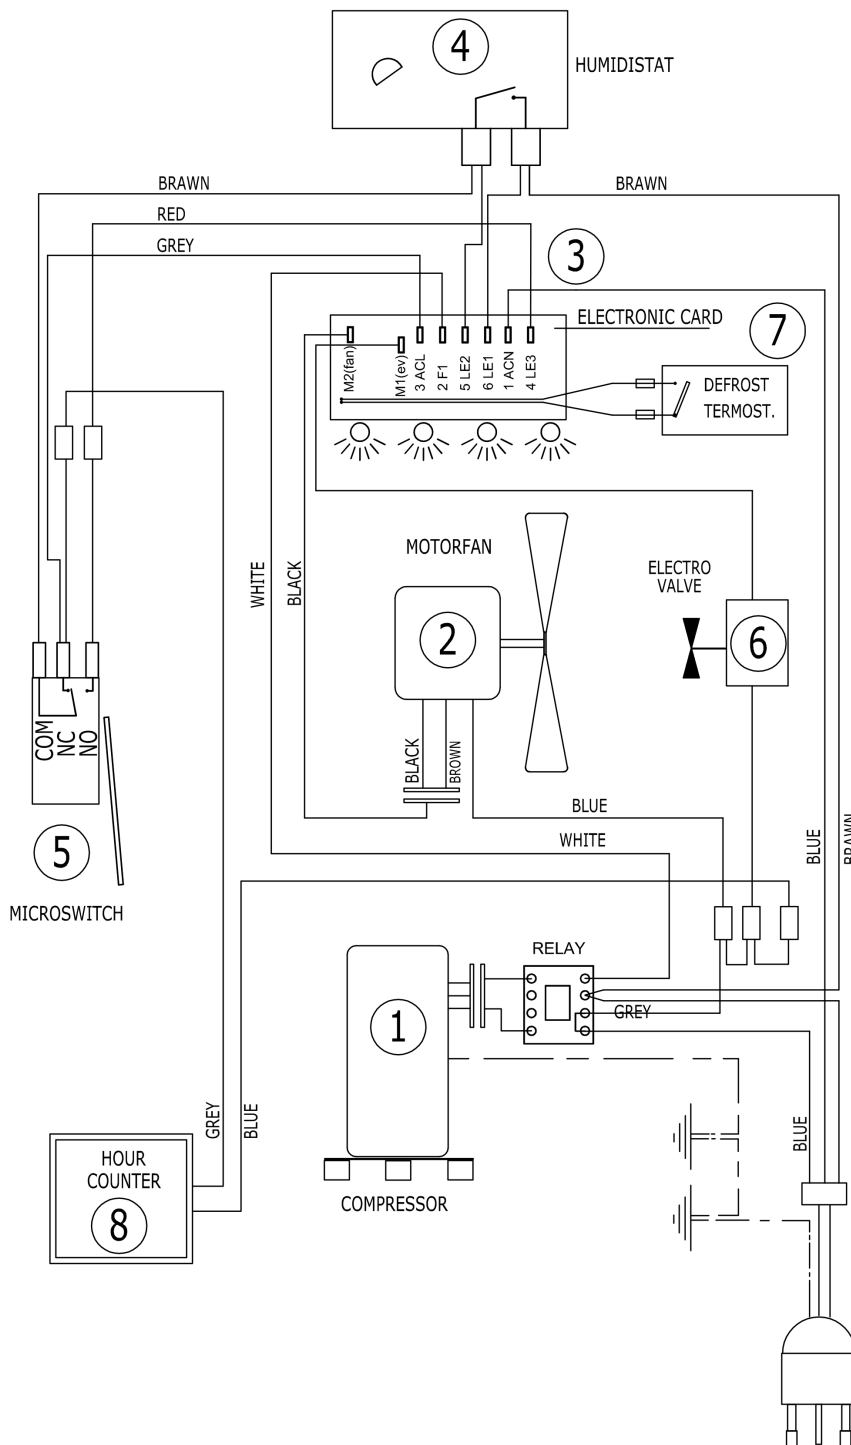 4
HUMIDISTAT
BRAWN
BRAWN
RED
GREY
3
ELECTRONIC CARD
7
M2(fan)
M1(ev)
3 ACL
2 F1
5 LE2
6 LE1
1 ACN
4 LE3
DEFROST
TERMOST.
MOTORFAN
WHITE
BLACK
ELECTRO
VALVE
2
6
COM
NC
NO
BLACK
BROWN
BLUE
WHITE
BLUE
BRAWN
5
MICROSWITCH
RELAY
GREY
1
GREY
BLUE
BLUE
HOUR
COUNTER
8
COMPRESSOR